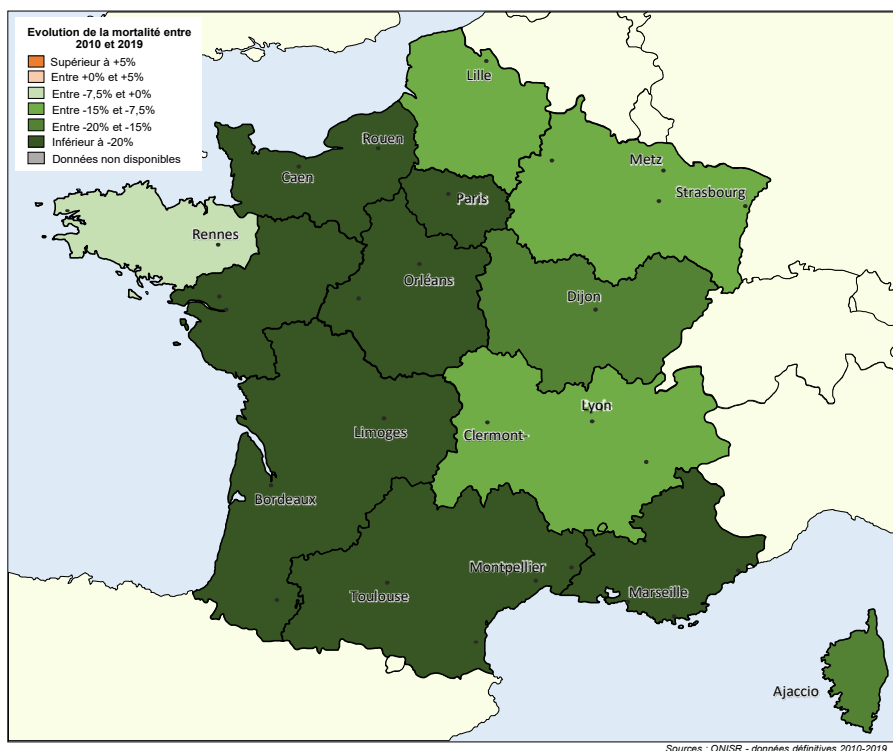 Evolution de la mortalité entre
2010 et 2019
Supérieur à +5%
Entre +0% et +5%
Entre -7,5% et +0%
Entre -15% et -7,5%
Entre -20% et -15%
Inférieur à -20%
Données non disponibles
Lille
Rouen
Caen
Metz
Paris
Strasbourg
Rennes
Orléans
Dijon
Lyon
Limoges
Clermont-
Bordeaux
Montpellier
Toulouse
Marseille
Ajaccio
Sources : ONISR - données définitives 2010-2019